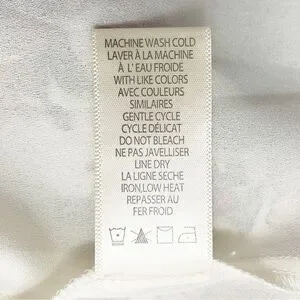 MACHINE WASH COLD
LAVER À LA MACHINE
À L' EAU FROIDE
WITH LIKE COLORS
AVEC COULEURS
SIMILAIRES
GENTLE CYCLE
CYCLE DÉLICAT
DO NOT BLEACH
NE PAS JAVELLISER
LINE DRY
LA LIGNE SECHE
IRON,LOW HEAT
REPASSER AU
FER FROID